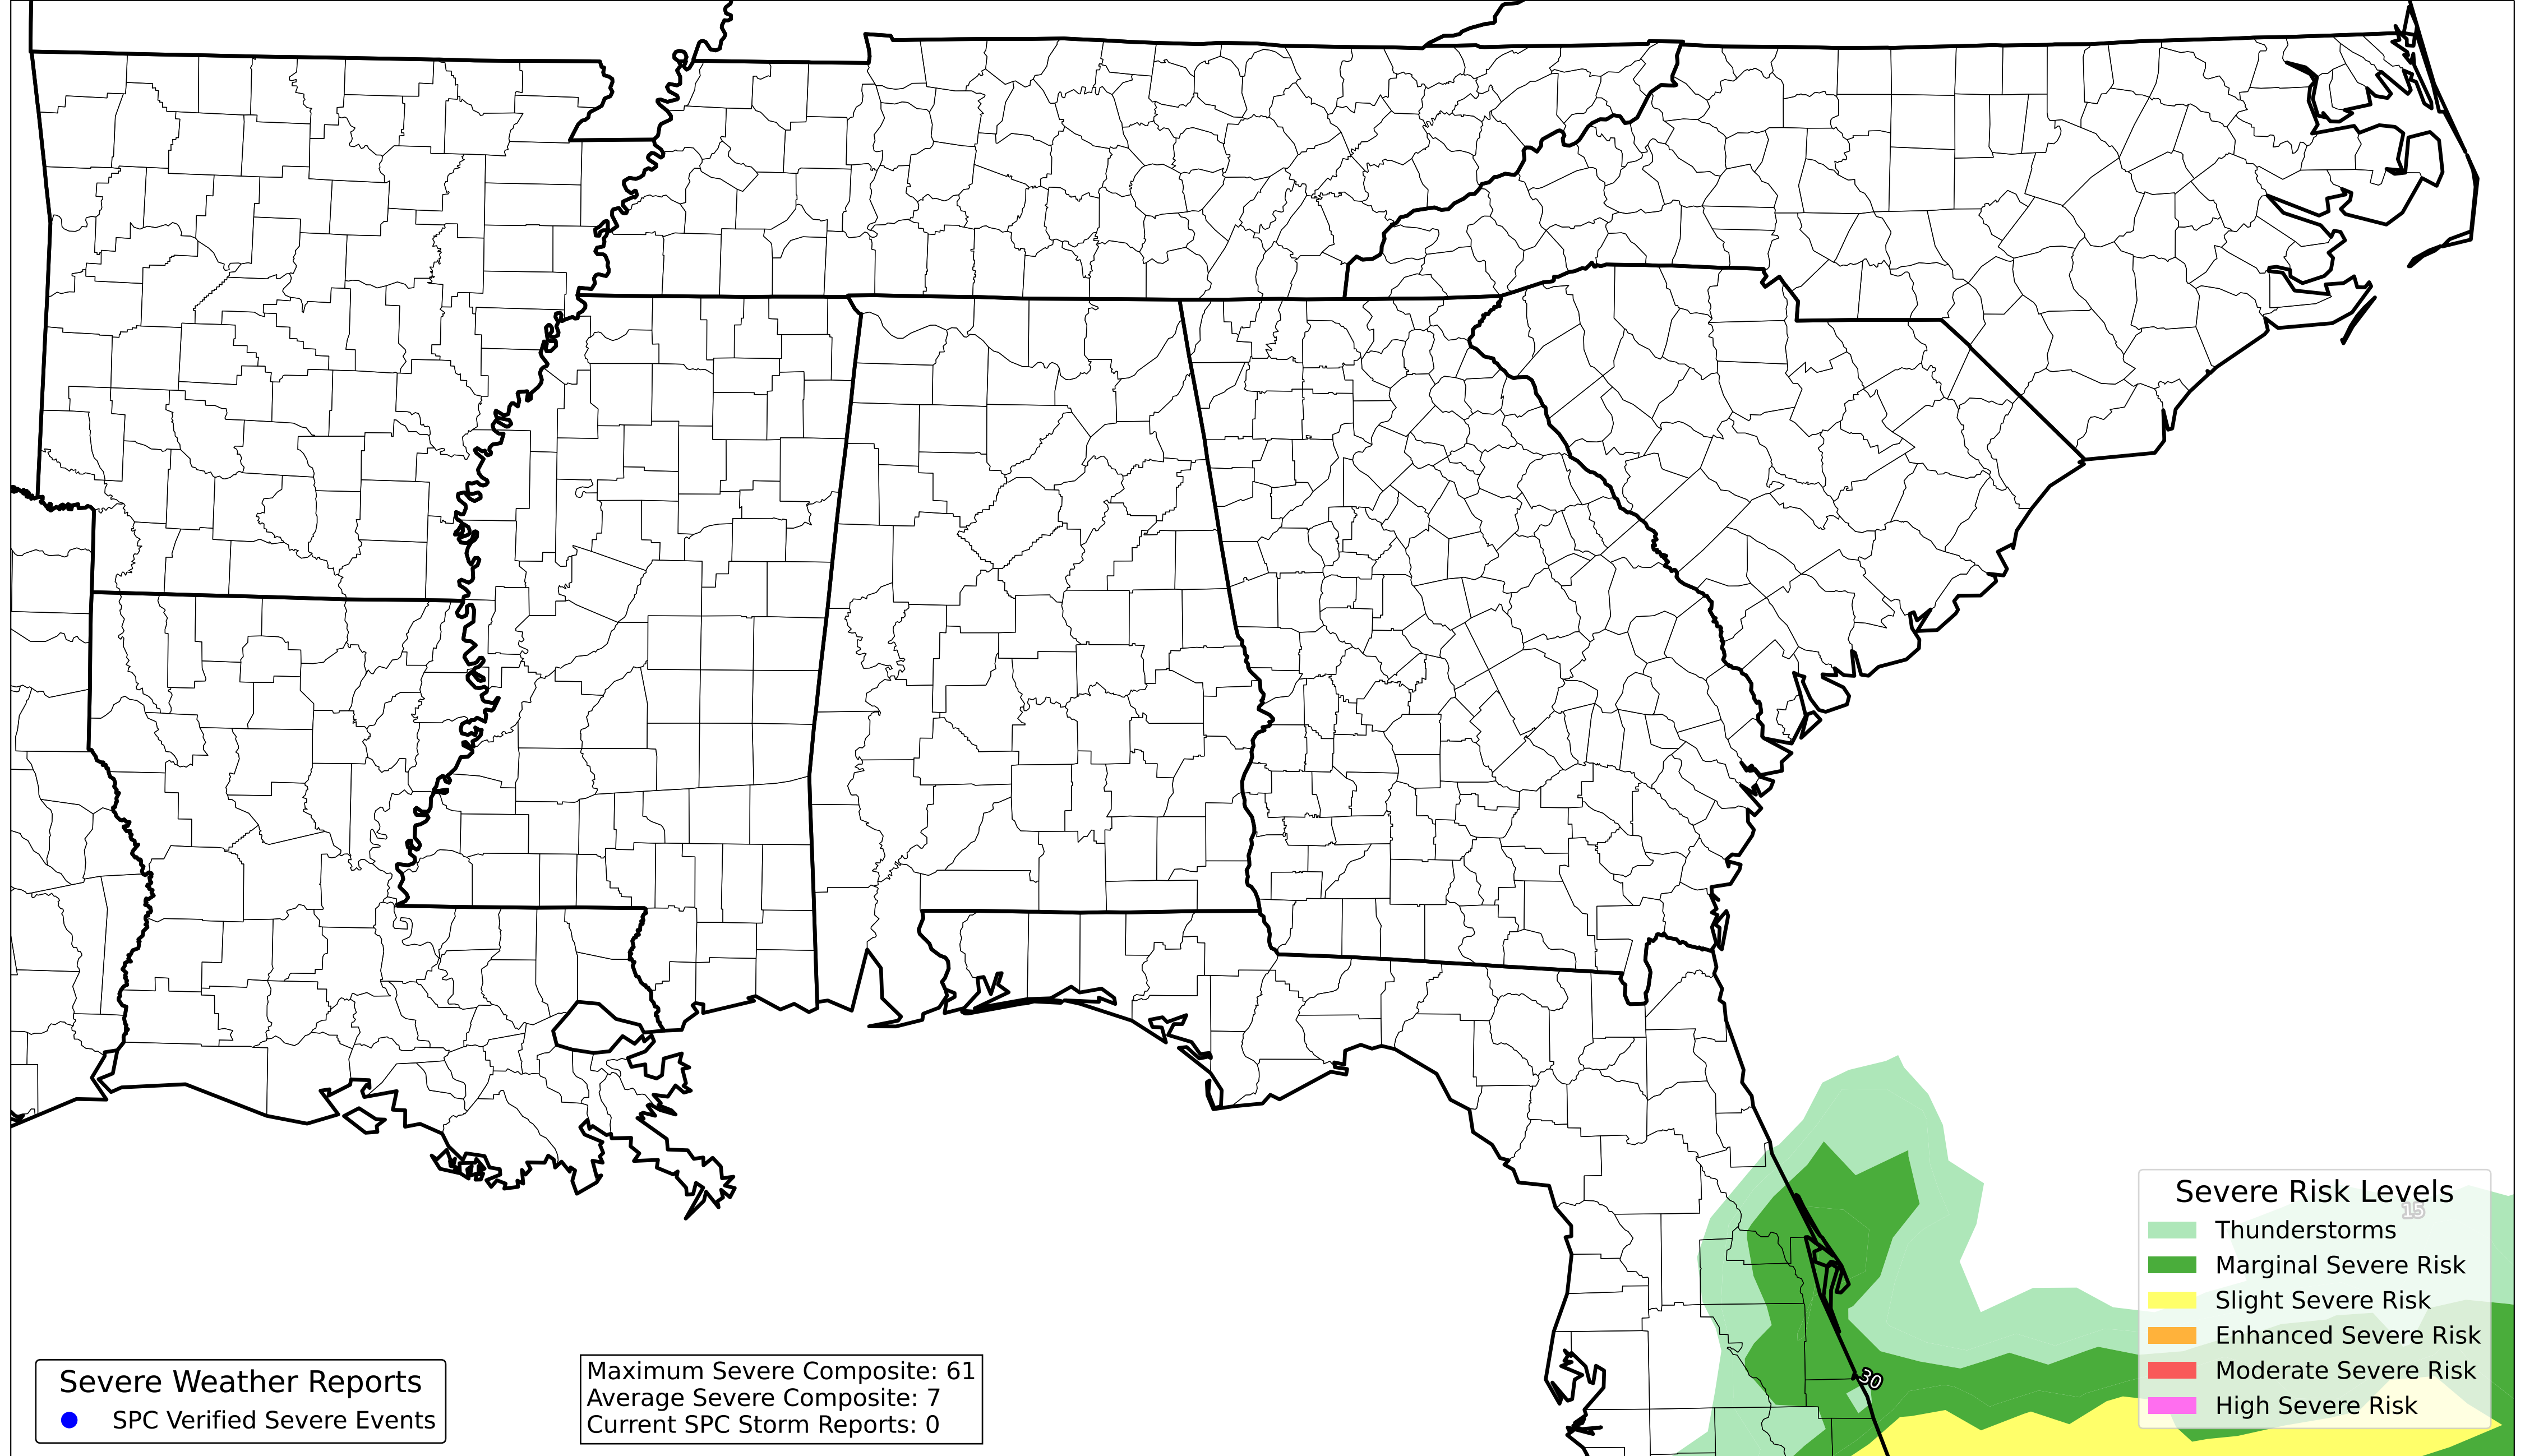 15
Severe Risk Levels
Thunderstorms
Marginal Severe Risk
Slight Severe Risk
Enhanced Severe Risk
Moderate Severe Risk
High Severe Risk
30
Severe Weather Reports
SPC Verified Severe Events
Maximum Severe Composite: 61
Average Severe Composite: 7
Current SPC Storm Reports: 0